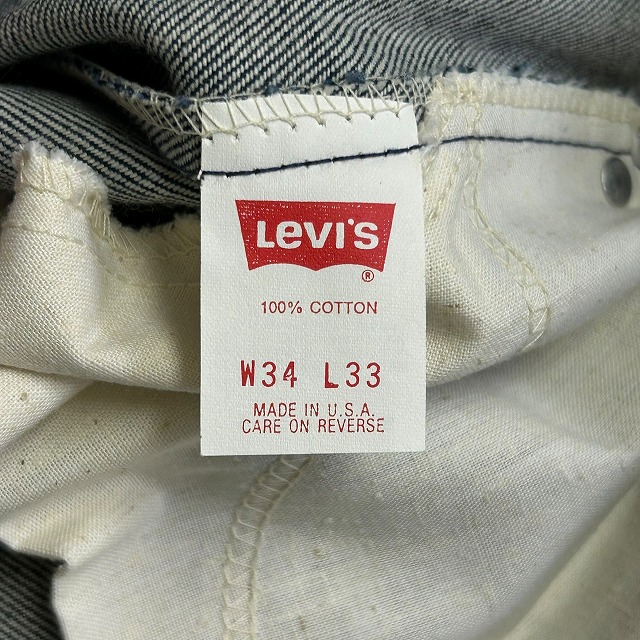 Levi's
®
100% COTTON
W34 L33
MADE IN U.S.A.
CARE ON REVERSE